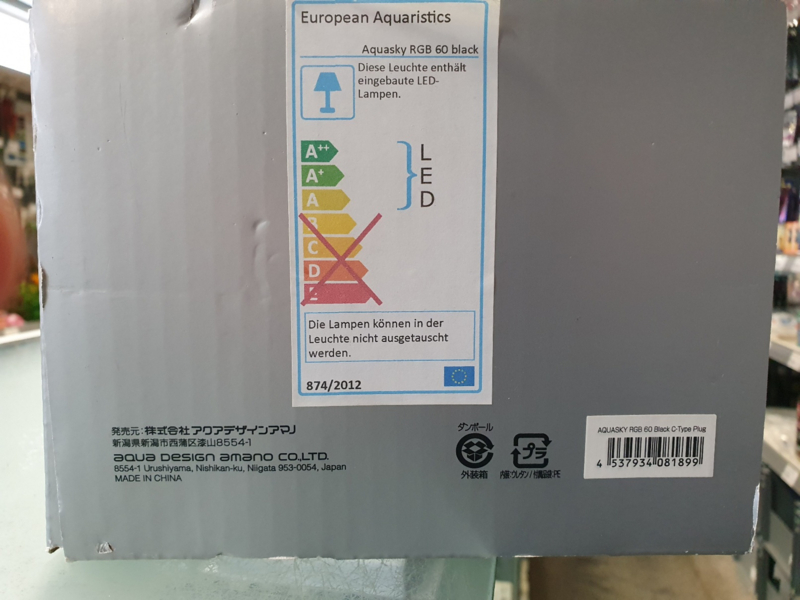 European Aquaristics
Aquasky RGB 60 black
Diese Leuchte enthält
eingebaute LED-
Lampen.
A++
A+
A
B
C
D
E
L
E
D
Die Lampen können in der
Leuchte nicht ausgetauscht
werden.
874/2012
発売元:株式会社アクアデザインアマノ
新潟県新潟市西蒲区漆山8554-1
AQUA DESIGN AMANO CO.,LTD.
8554-1 Urushiyama, Nishikan-ku, Niigata 953-0054, Japan
MADE IN CHINA
ダンボール
外装箱
プラ
AQUASKY RGB 60 Black C-Type Plug
4 537934 081899